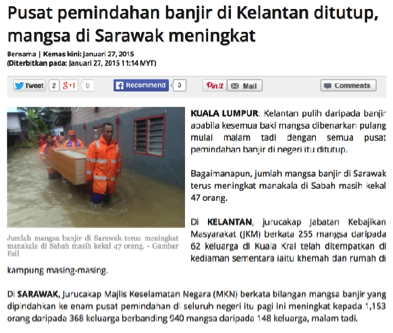 Pusat pemindahan banjir di Kelantan ditutup,
mangsa di Sarawak meningkat
Bernama | Kemas kini: Januari 27, 2015
(Diterbitkan pada: Januari 27, 2015 11:14 MYT)
Tweet 2 g+1 0 Recommend 3 Pin it Mail Comments
KUALA LUMPUR: Kelantan pulih daripada banjir
apabila kesemua baki mangsa dibenarkan pulang
mulai malam tadi dengan semua pusat
pemindahan banjir di negeri itu ditutup.
Bagaimanapun, jumlah mangsa banjir di Sarawak
terus meningkat manakala di Sabah masih kekal
47 orang.
Jumlah mangsa banjir di Sarawak terus meningkat
manakala di Sabah masih kekal 47 orang. - Gambar
Fail
Di KELANTAN, jurucakap Jabatan Kebajikan
Masyarakat (JKM) berkata 255 mangsa daripada
62 keluarga di Kuala Krai telah ditempatkan di
kediaman sementara iaitu khemah dan rumah di
kampung masing-masing.
Di SARAWAK, Jurucakap Majlis Keselamatan Negara (MKN) berkata bilangan mangsa yang
dipindahkan ke enam pusat pemindahan di seluruh negeri itu pagi ini meningkat kepada 1,153
orang daripada 368 keluarga berbanding 940 mangsa daripada 148 keluarga, malam tadi.